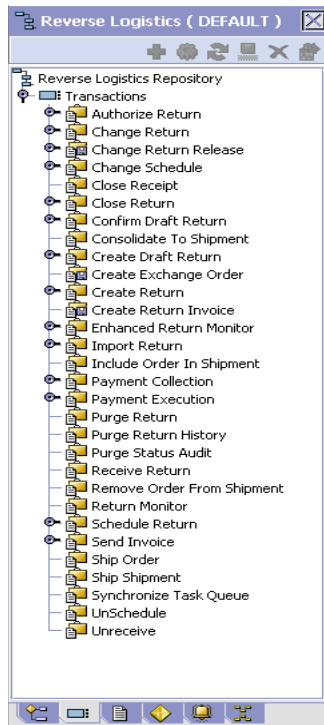 Reverse Logistics ( DEFAULT )
Reverse Logistics Repository
Transactions
Authorize Return
Change Return
Change Return Release
Change Schedule
Close Receipt
Close Return
Confirm Draft Return
Consolidate To Shipment
Create Draft Return
Create Exchange Order
Create Return
Create Return Invoice
Enhanced Return Monitor
Import Return
Include Order In Shipment
Payment Collection
Payment Execution
Purge Return
Purge Return History
Purge Status Audit
Receive Return
Remove Order From Shipment
Return Monitor
Schedule Return
Send Invoice
Ship Order
Ship Shipment
Synchronize Task Queue
UnSchedule
Unreceive